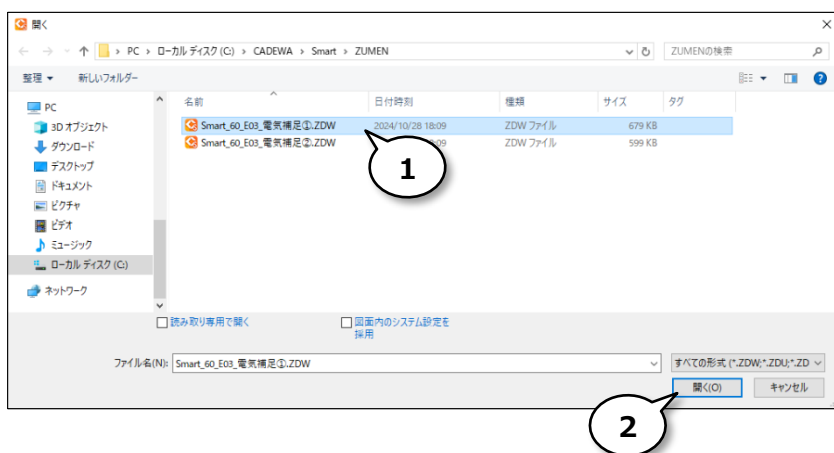 開く
PC › ローカル ディスク (C:) › CADEWA › Smart › ZUMEN
ZUMENの検索
整理 新しいフォルダー
名前 日付時刻 種類 サイズ タグ
PC
3D オブジェクト
ダウンロード
デスクトップ
ドキュメント
ピクチャ
ビデオ
ミュージック
ローカル ディスク (C:)
ネットワーク
Smart_60_E03_電気補足①.ZDW 2024/10/28 18:09 ZDW ファイル 679 KB
Smart_60_E03_電気補足②.ZDW :09 ZDW ファイル 599 KB
1
読み取り専用で開く
図面内のシステム設定を
採用
ファイル名(N): Smart_60_E03_電気補足①.ZDW すべての形式 (*.ZDW;*.ZDU;*.ZD
開く(O) キャンセル
2